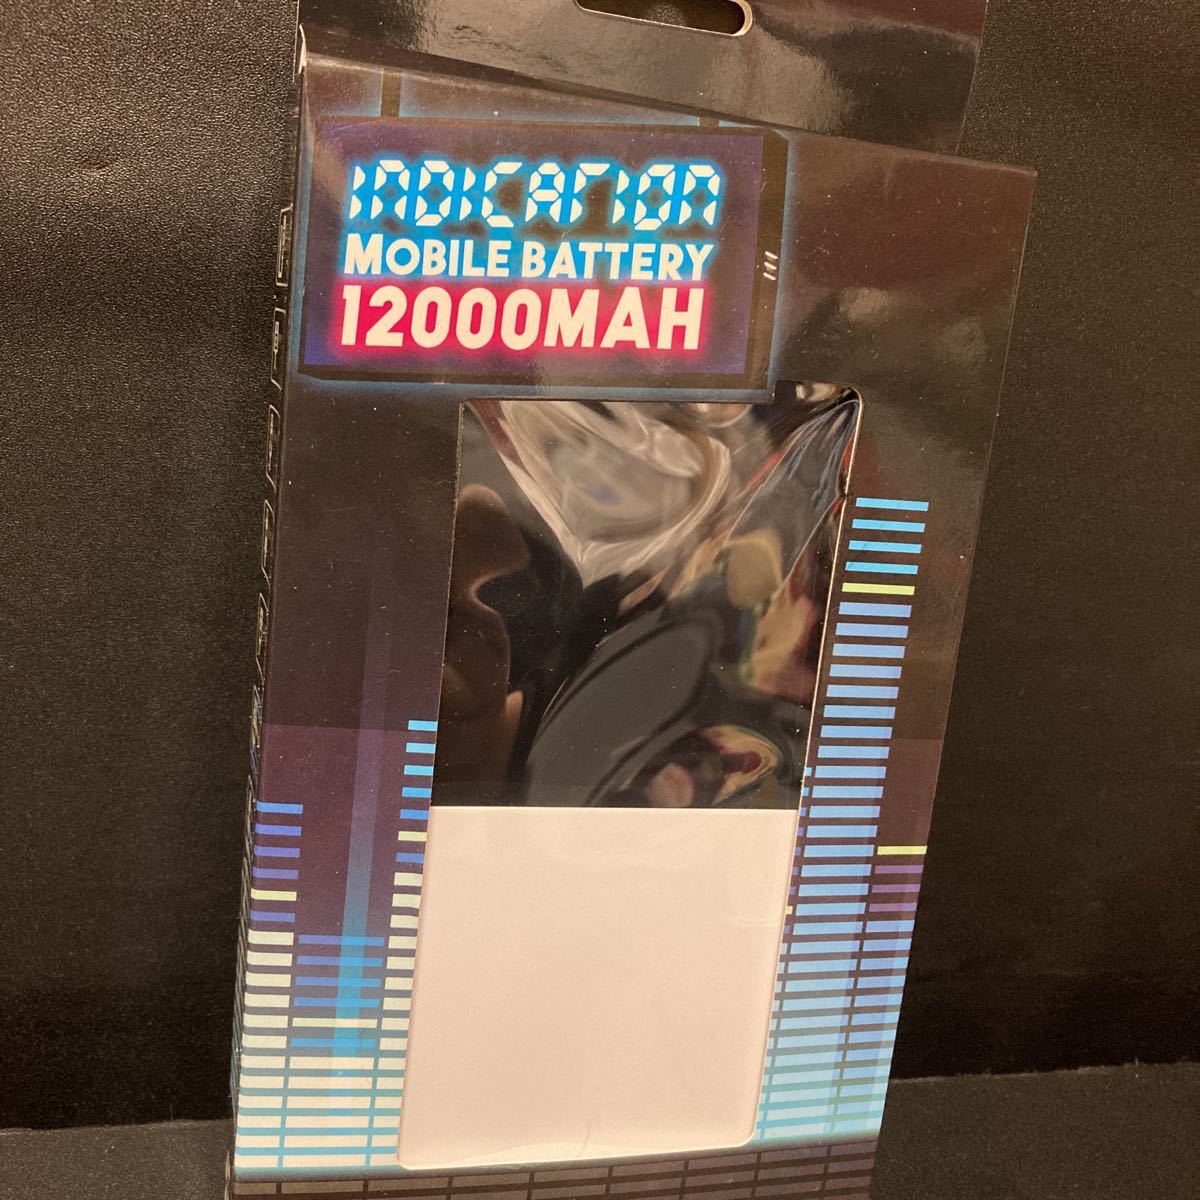 INDICATION
MOBILE BATTERY
12000MAH